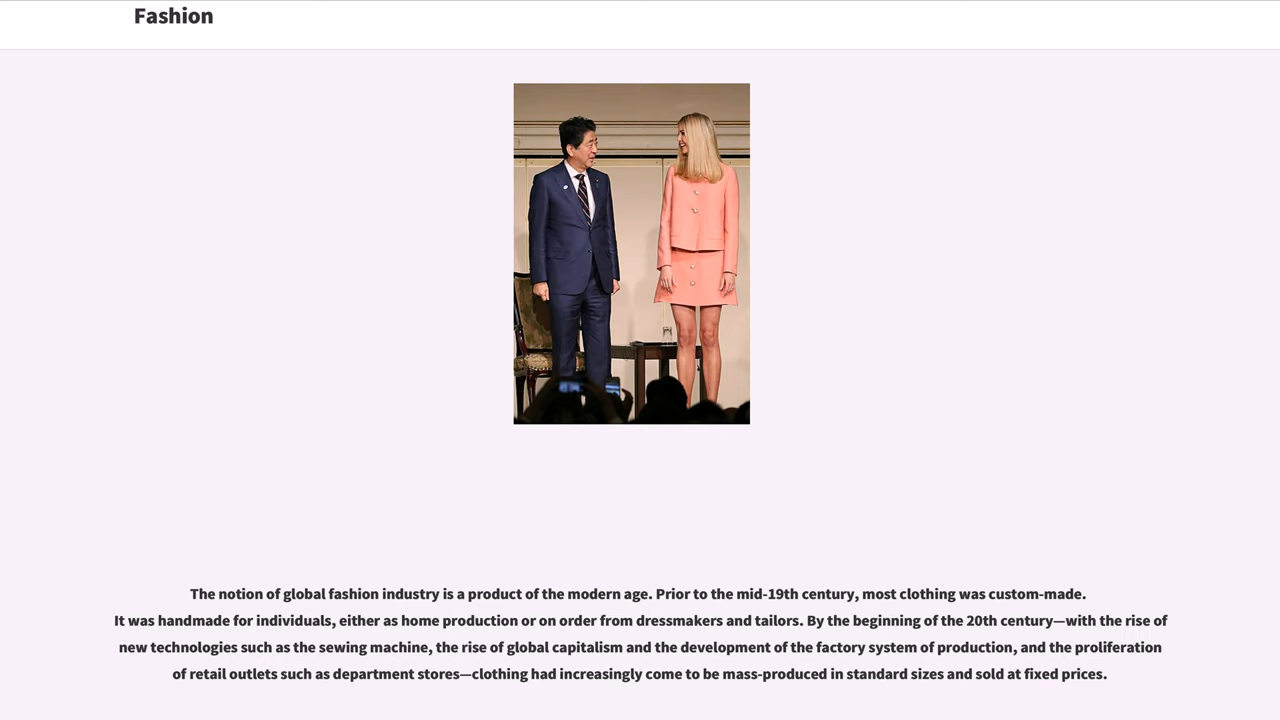 Fashion
The notion of global fashion industry is a product of the modern age. Prior to the mid-19th century, most clothing was custom-made.
It was handmade for individuals, either as home production or on order from dressmakers and tailors. By the beginning of the 20th century—with the rise of
new technologies such as the sewing machine, the rise of global capitalism and the development of the factory system of production, and the proliferation
of retail outlets such as department stores—clothing had increasingly come to be mass-produced in standard sizes and sold at fixed prices.